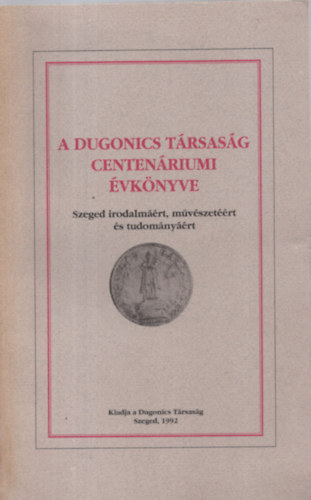 A DUGONICS TÁRSASÁG
CENTENÁRIUMI
ÉVKÖNYVE
Szeged irodalmáért, művészetéért
és tudományáért
Kiadja a Dugonics Társaság
Szeged, 1992